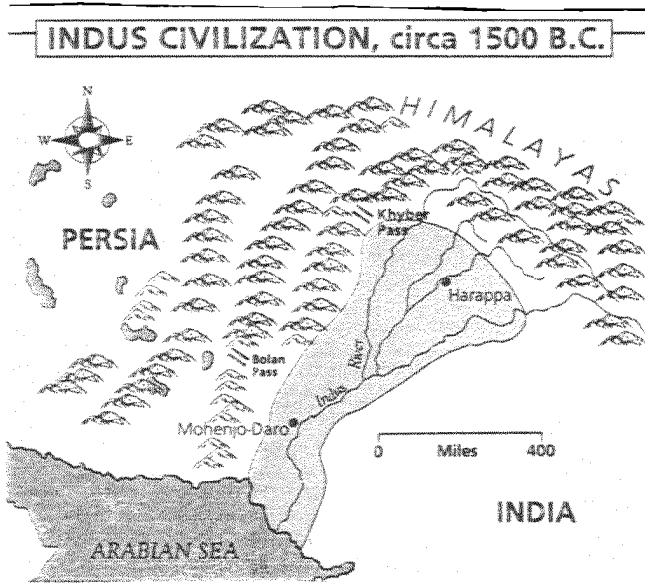 INDUS CIVILIZATION, circa 1500 B.C.
N
W E
S
HIMALAYAS
PERSIA
Khyber
Pass
Harappa
Bolan
Pass
Indus River
Mohenjo-Daro
0 Miles 400
INDIA
ARABIAN SEA